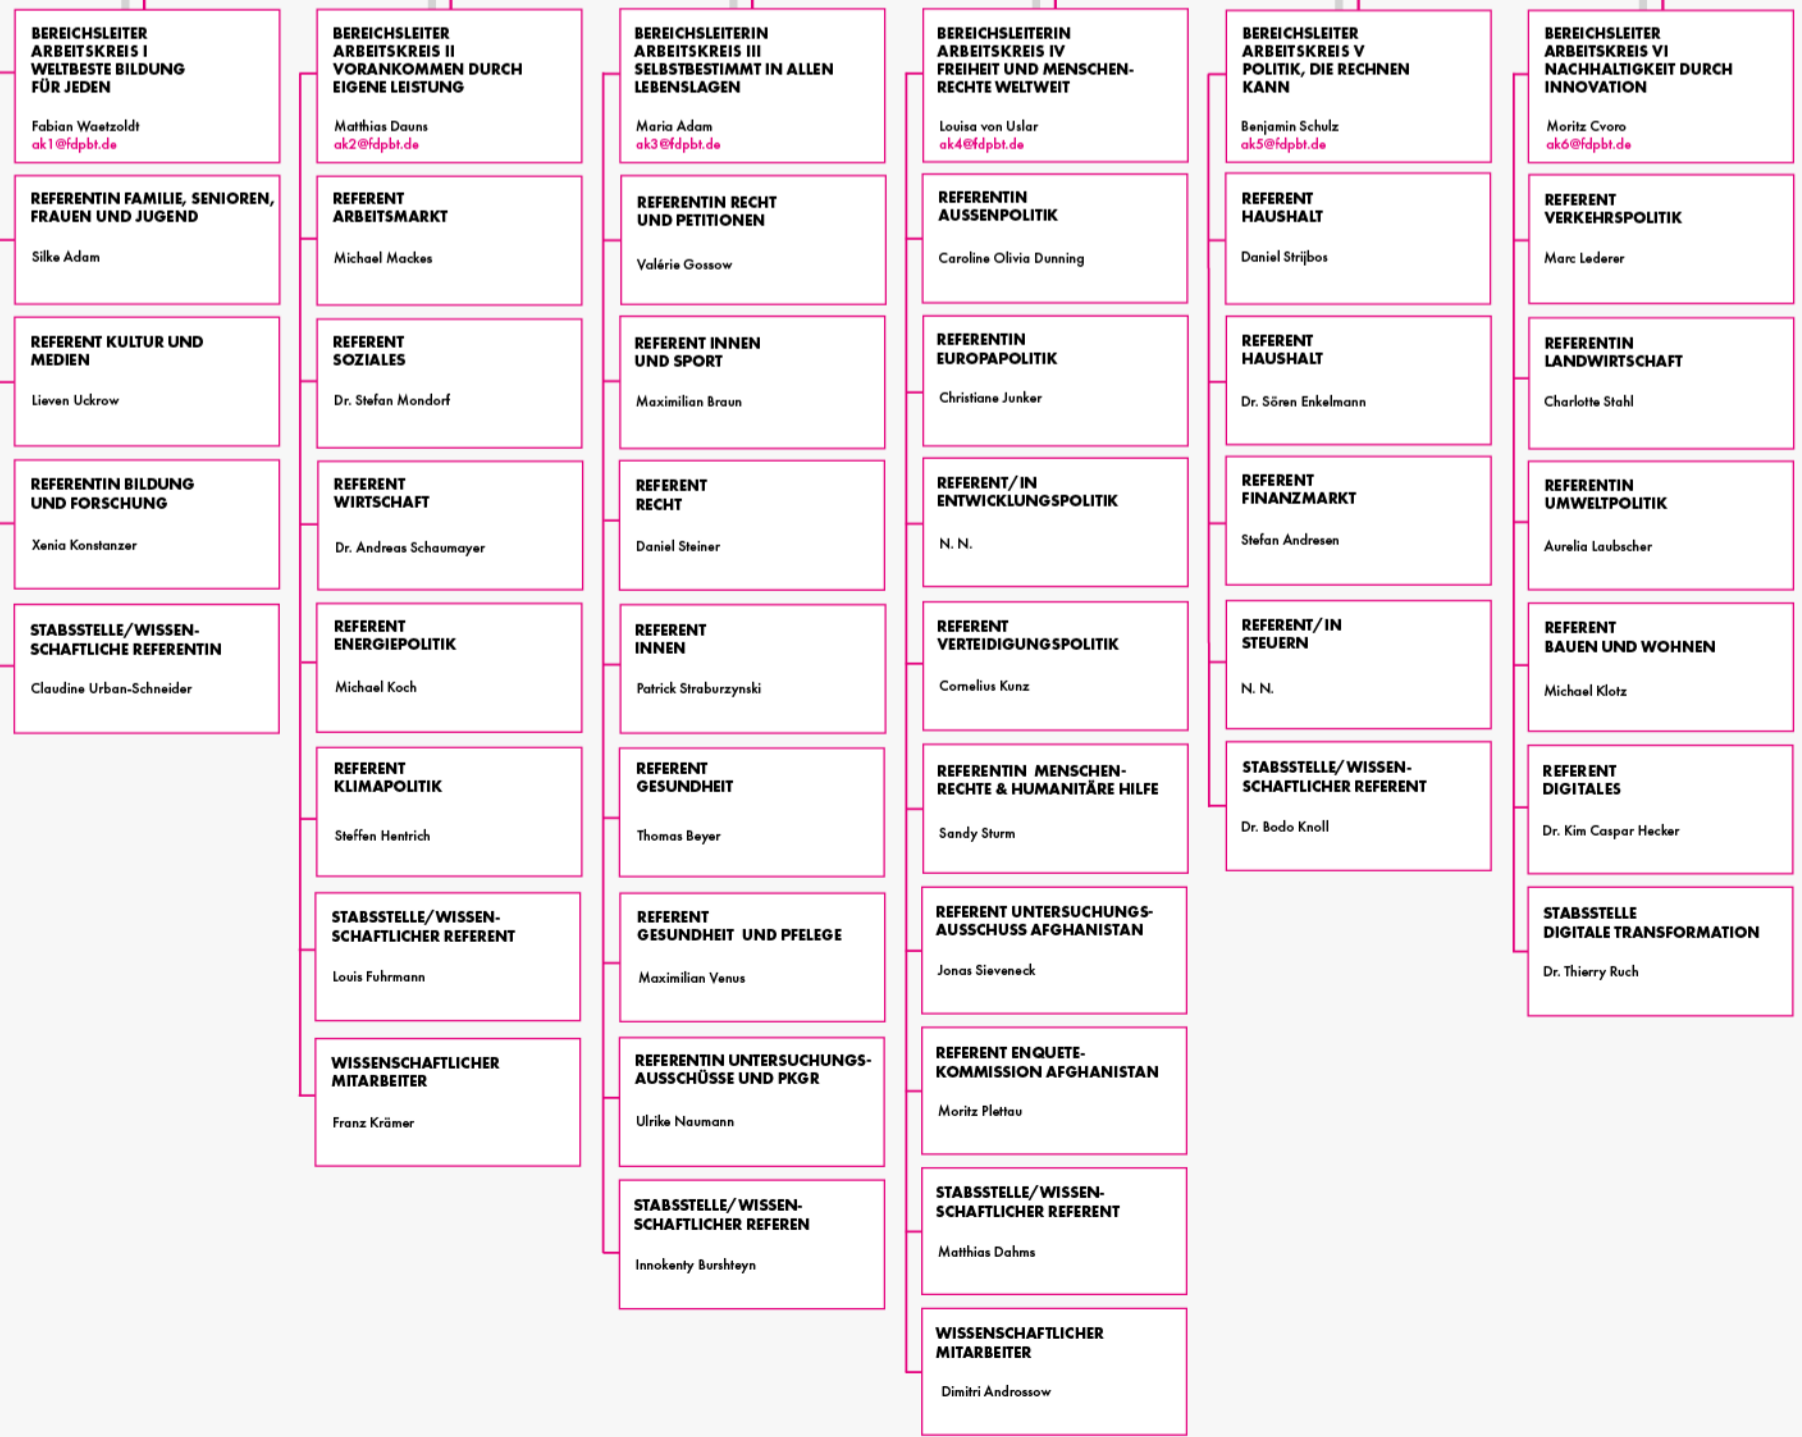 BEREICHSLEITER
ARBEITSKREIS I
WELTBESTE BILDUNG
FÜR JEDEN
Fabian Waetzoldt
ak1@fdpbt.de
REFERENTIN FAMILIE, SENIOREN,
FRAUEN UND JUGEND
Silke Adam
REFERENT KULTUR UND
MEDIEN
Lieven Uckrow
REFERENTIN BILDUNG
UND FORSCHUNG
Xenia Konstanzer
STABSSTELLE/WISSEN-
SCHAFTLICHE REFERENTIN
Claudine Urban-Schneider
BEREICHSLEITER
ARBEITSKREIS II
VORANKOMMEN DURCH
EIGENE LEISTUNG
Matthias Dauns
ak2@fdpbt.de
REFERENT
ARBEITSMARKT
Michael Mackes
REFERENT
SOZIALES
Dr. Stefan Mondorf
REFERENT
WIRTSCHAFT
Dr. Andreas Schaumayer
REFERENT
ENERGIEPOLITIK
Michael Koch
REFERENT
KLIMAPOLITIK
Steffen Hentrich
STABSSTELLE/WISSEN-
SCHAFTLICHER REFERENT
Louis Fuhrmann
WISSENSCHAFTLICHER
MITARBEITER
Franz Krämer
BEREICHSLEITERIN
ARBEITSKREIS III
SELBSTBESTIMMT IN ALLEN
LEBENSLAGEN
Maria Adam
ak3@fdpbt.de
REFERENTIN RECHT
UND PETITIONEN
Valérie Gossow
REFERENT INNEN
UND SPORT
Maximilian Braun
REFERENT
RECHT
Daniel Steiner
REFERENT
INNEN
Patrick Straburzynski
REFERENT
GESUNDHEIT
Thomas Beyer
REFERENT
GESUNDHEIT UND PFELEGE
Maximilian Venus
REFERENTIN UNTERSUCHUNGS-
AUSSCHÜSSE UND PKGR
Ulrike Naumann
STABSSTELLE/WISSEN-
SCHAFTLICHER REFEREN
Innokenty Burshteyn
BEREICHSLEITERIN
ARBEITSKREIS IV
FREIHEIT UND MENSCHEN-
RECHTE WELTWEIT
Louisa von Uslar
ak4@fdpbt.de
REFERENTIN
AUSSENPOLITIK
Caroline Olivia Dunning
REFERENTIN
EUROPAPOLITIK
Christiane Junker
REFERENT/IN
ENTWICKLUNGSPOLITIK
N. N.
REFERENT
VERTEIDIGUNGSPOLITIK
Cornelius Kunz
REFERENTIN MENSCHEN-
RECHTE & HUMANITÄRE HILFE
Sandy Sturm
REFERENT UNTERSUCHUNGS-
AUSSCHUSS AFGHANISTAN
Jonas Sieveneck
REFERENT ENQUETE-
KOMMISSION AFGHANISTAN
Moritz Plettau
STABSSTELLE/WISSEN-
SCHAFTLICHER REFERENT
Matthias Dahms
WISSENSCHAFTLICHER
MITARBEITER
Dimitri Androssow
BEREICHSLEITER
ARBEITSKREIS V
POLITIK, DIE RECHNEN
KANN
Benjamin Schulz
ak5@fdpbt.de
REFERENT
HAUSHALT
Daniel Strijbos
REFERENT
HAUSHALT
Dr. Sören Enkelmann
REFERENT
FINANZMARKT
Stefan Andresen
REFERENT/IN
STEUERN
N. N.
STABSSTELLE/WISSEN-
SCHAFTLICHER REFERENT
Dr. Bodo Knoll
BEREICHSLEITER
ARBEITSKREIS VI
NACHHALTIGKEIT DURCH
INNOVATION
Moritz Cvoro
ak6@fdpbt.de
REFERENT
VERKEHRSPOLITIK
Marc Lederer
REFERENTIN
LANDWIRTSCHAFT
Charlotte Stahl
REFERENTIN
UMWELTPOLITIK
Aurelia Laubscher
REFERENT
BAUEN UND WOHNEN
Michael Klotz
REFERENT
DIGITALES
Dr. Kim Caspar Hecker
STABSSTELLE
DIGITALE TRANSFORMATION
Dr. Thierry Ruch